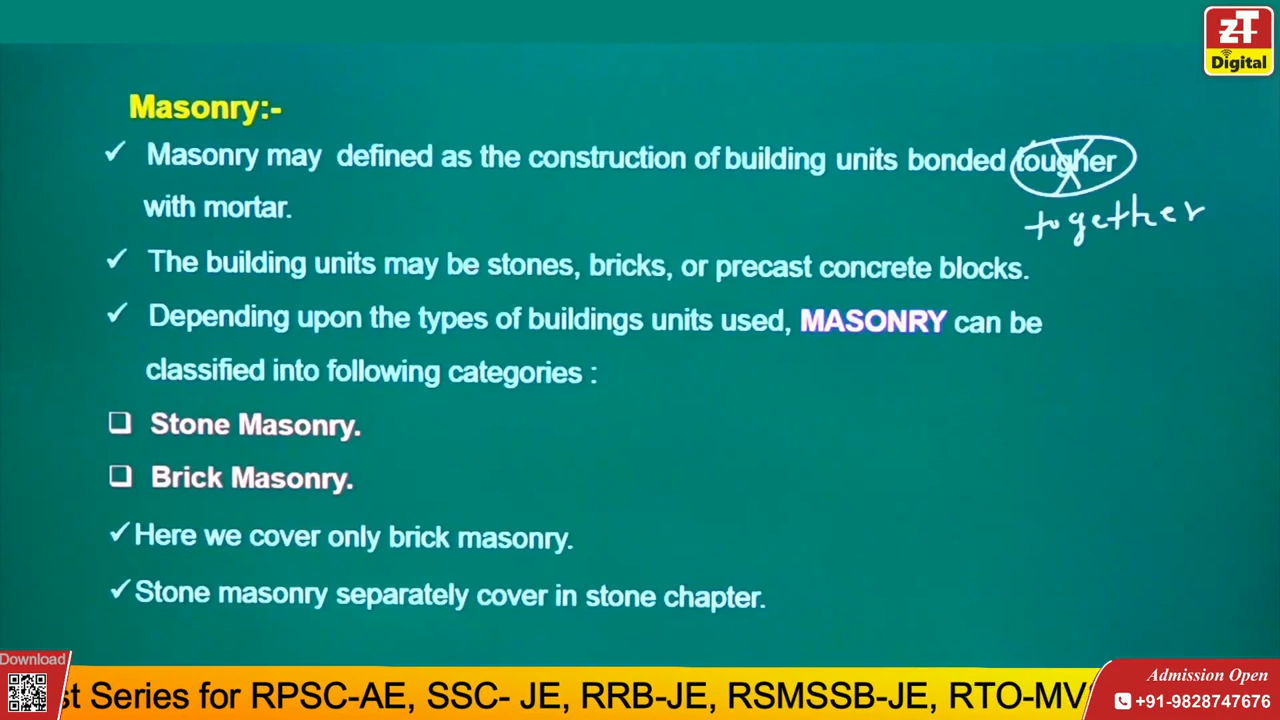 ZT
Digital
Masonry:-
✓ Masonry may defined as the construction of building units bonded tougher
together
with mortar.
✓ The building units may be stones, bricks, or precast concrete blocks.
✓ Depending upon the types of buildings units used, MASONRY can be
classified into following categories :
❑ Stone Masonry.
❑ Brick Masonry.
✓Here we cover only brick masonry.
✓Stone masonry separately cover in stone chapter.
Download
st Series for RPSC-AE, SSC- JE, RRB-JE, RSMSSB-JE, RTO-MV
Admission Open
+91-9828747676